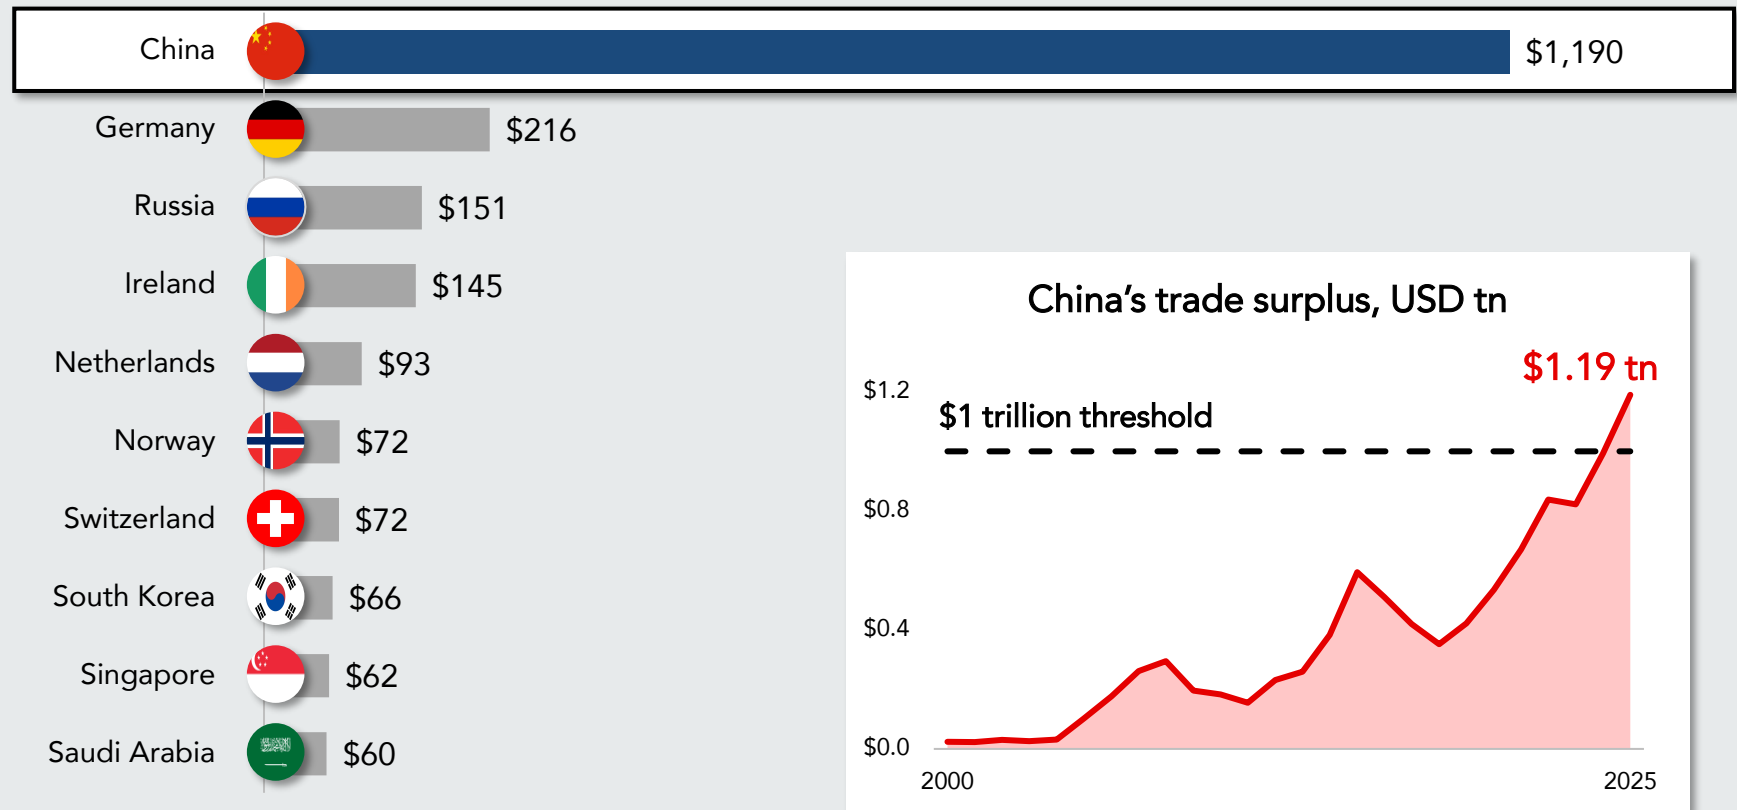 China $1,190
Germany $216
Russia $151
Ireland $145
Netherlands $93
Norway $72
Switzerland $72
South Korea $66
Singapore $62
Saudi Arabia $60
China's trade surplus, USD tn
$1.19 tn
$1.2
$1 trillion threshold
$0.8
$0.4
$0.0
2000 2025